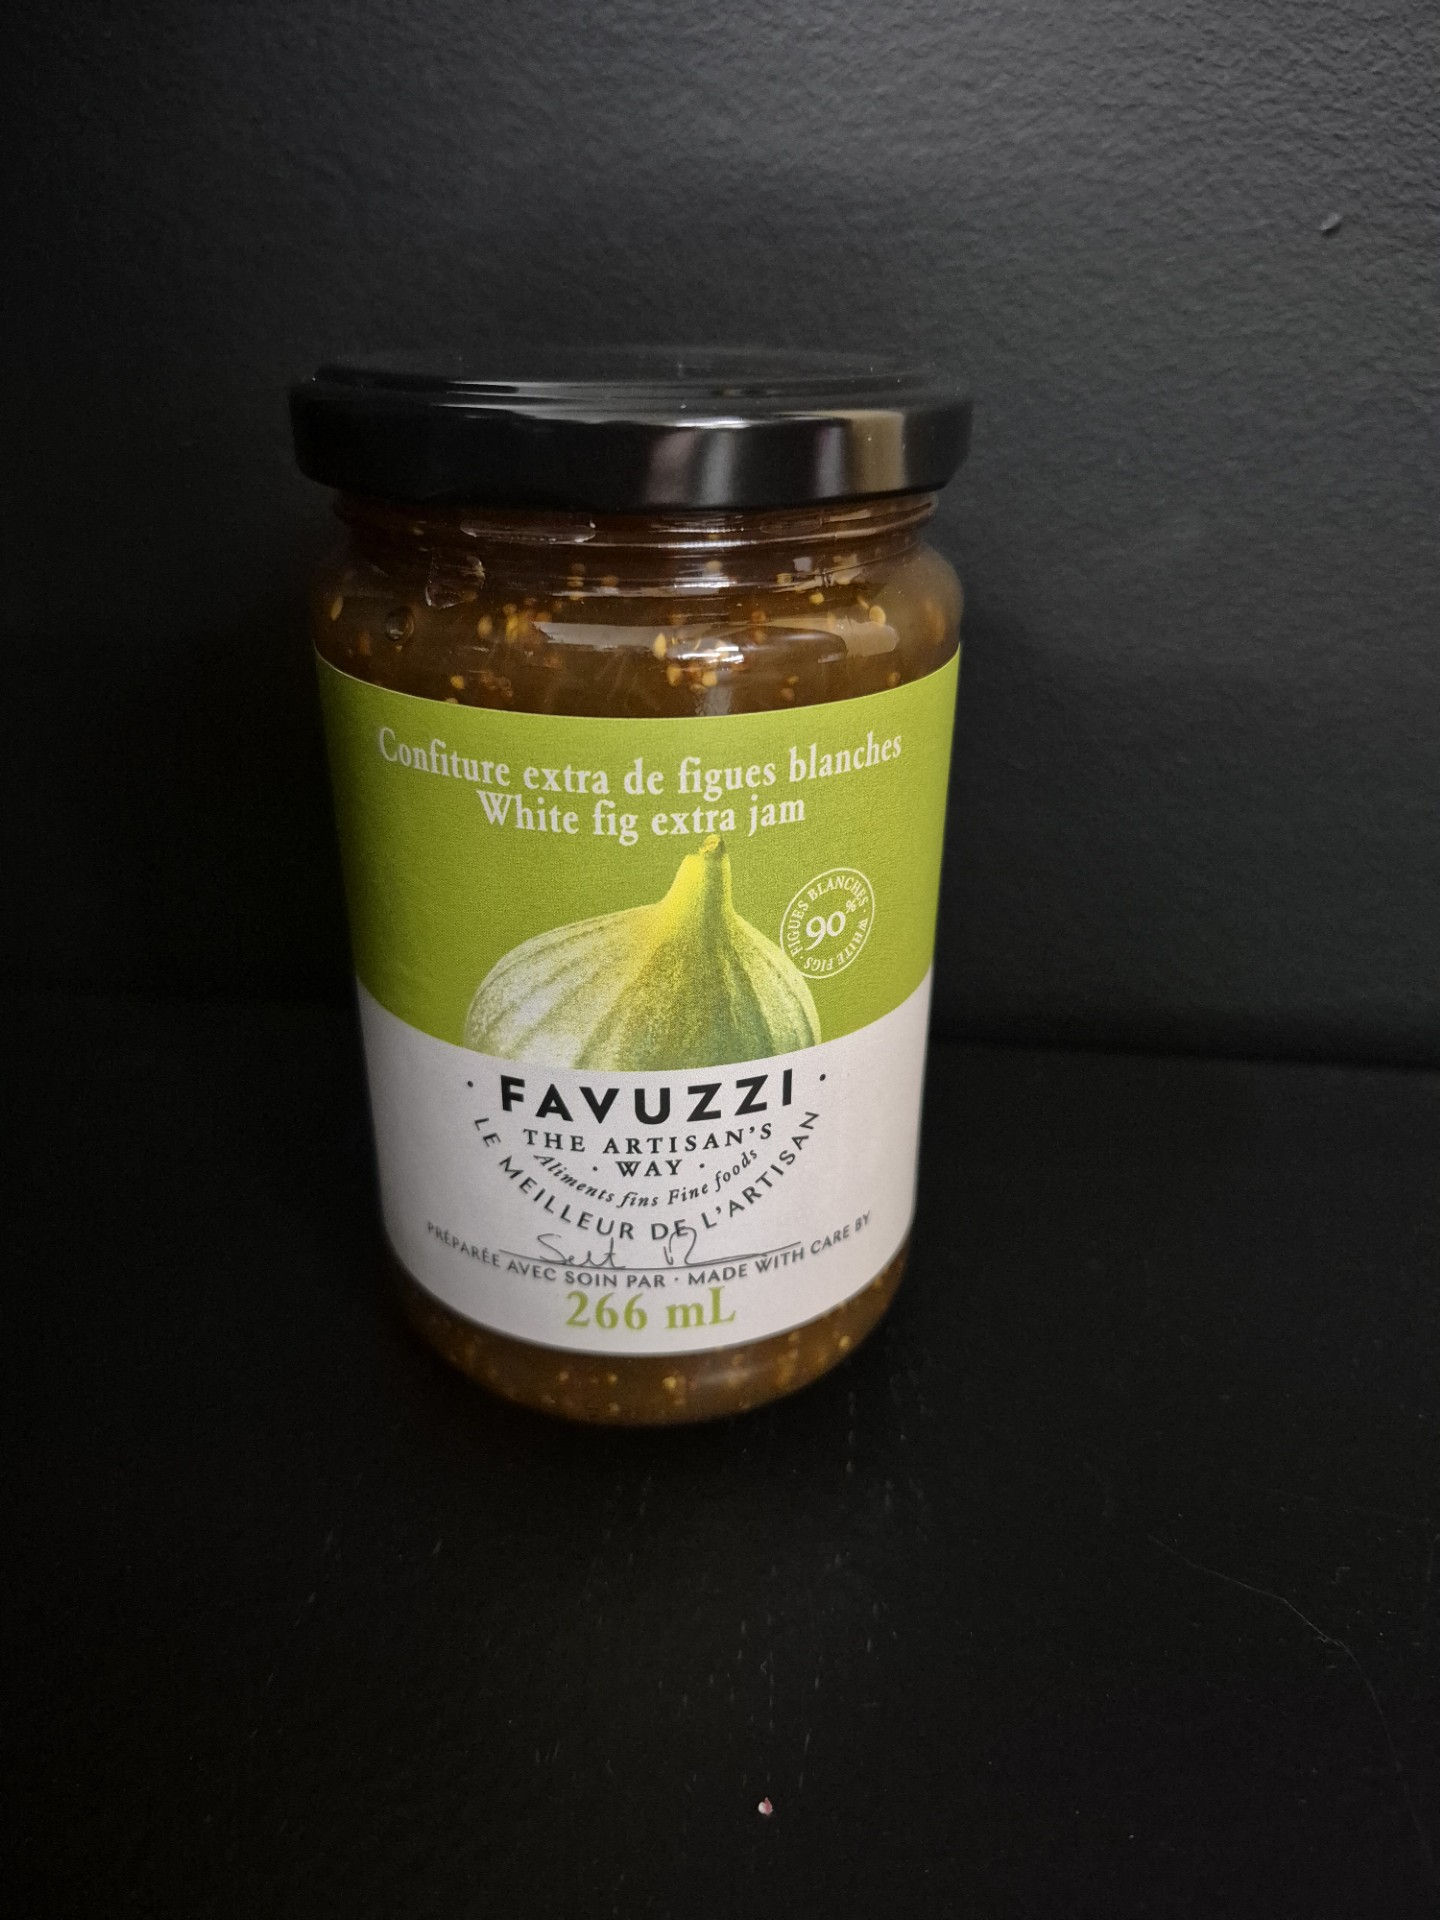 Confiture extra de figues blanches
White fig extra jam
FIGUES BLANCHES · WHITE FIGS ·
90%
· FAVUZZI ·
THE ARTISAN'S
· WAY ·
Aliments fins Fine foods
LE MEILLEUR DE L'ARTISAN
PRÉPARÉE AVEC SOIN PAR · MADE WITH CARE BY
266 mL